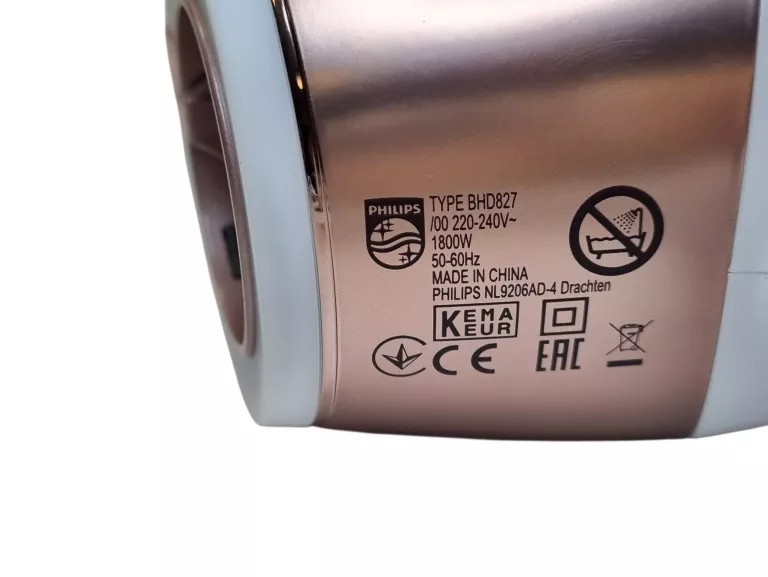 PHILIPS
TYPE BHD827
/00 220-240V~
1800W
50-60Hz
MADE IN CHINA
PHILIPS NL9206AD-4 Drachten
KEMA
KEUR
CE
EAC